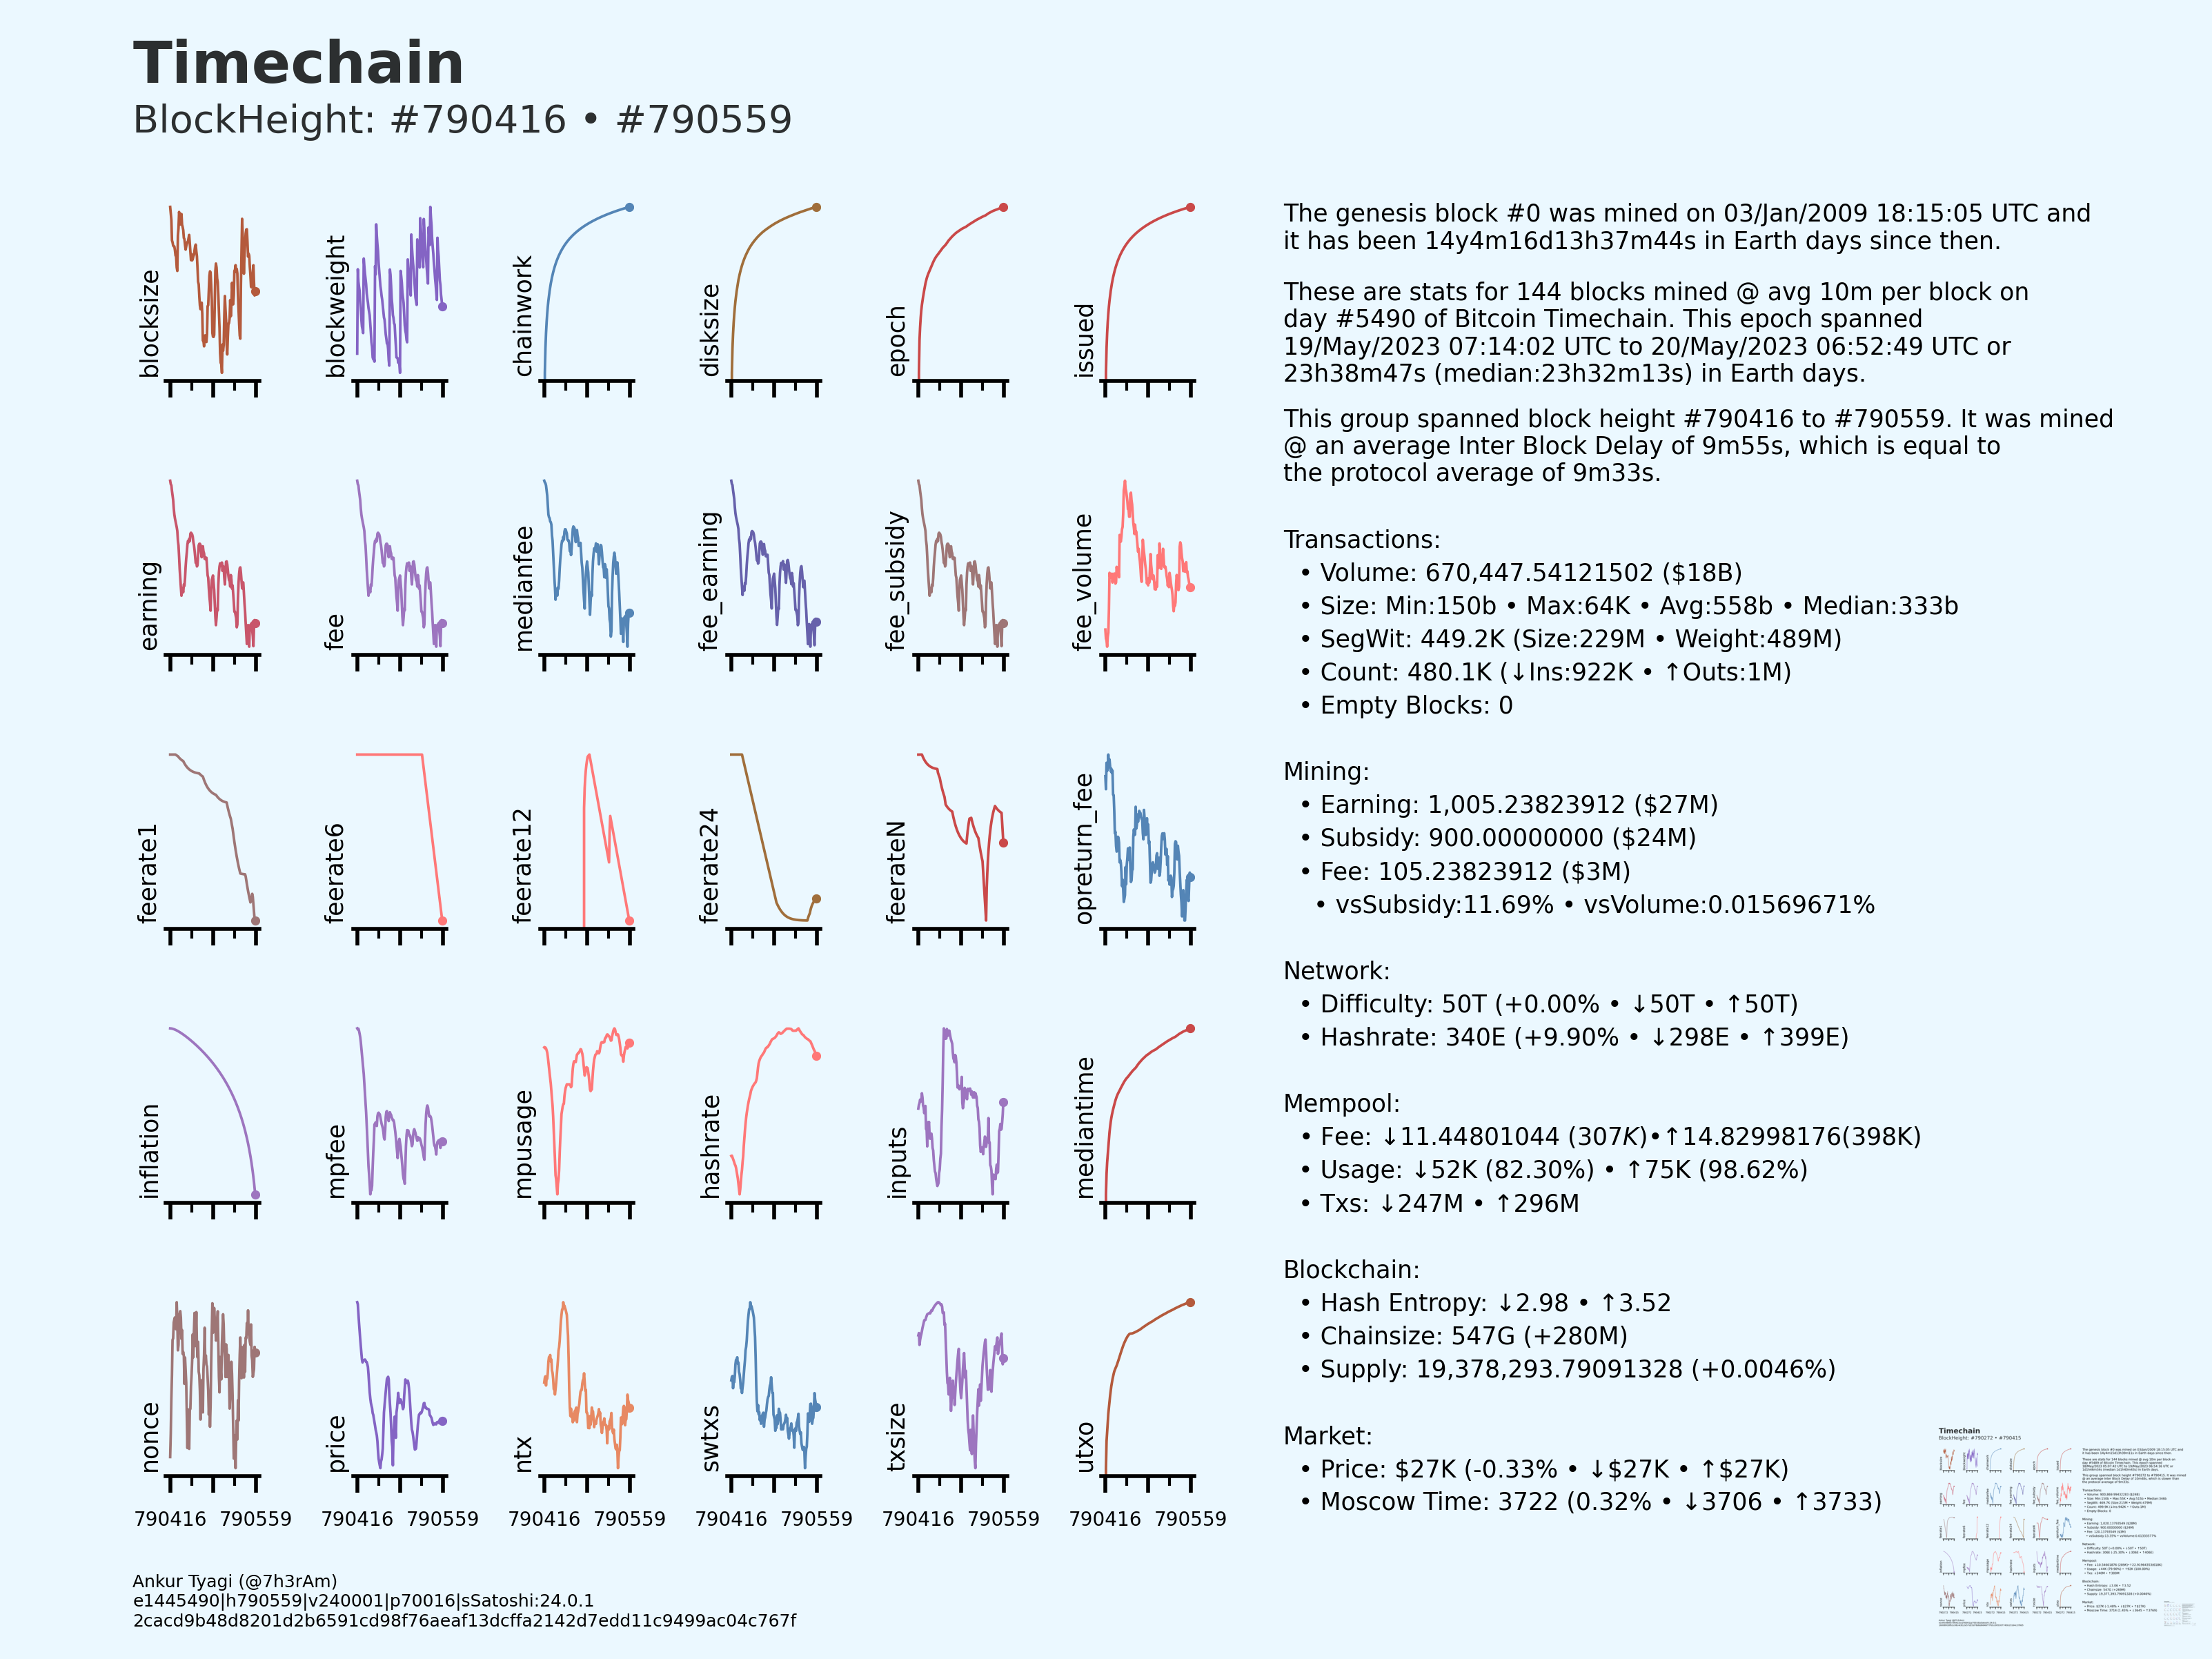 Timechain
BlockHeight: #790416 • #790559
blocksize
blockweight
chainwork
disksize
epoch
issued
earning
fee
medianfee
fee_earning
fee_subsidy
fee_volume
feerate1
feerate6
feerate12
feerate24
feerateN
opreturn_fee
inflation
mpfee
mpusage
hashrate
inputs
mediantime
nonce
price
ntx
swtxs
txsize
utxo
790416 790559 790416 790559 790416 790559 790416 790559 790416 790559 790416 790559
The genesis block #0 was mined on 03/Jan/2009 18:15:05 UTC and
it has been 14y4m16d13h37m44s in Earth days since then.
These are stats for 144 blocks mined @ avg 10m per block on
day #5490 of Bitcoin Timechain. This epoch spanned
19/May/2023 07:14:02 UTC to 20/May/2023 06:52:49 UTC or
23h38m47s (median:23h32m13s) in Earth days.
This group spanned block height #790416 to #790559. It was mined
@ an average Inter Block Delay of 9m55s, which is equal to
the protocol average of 9m33s.
Transactions:
• Volume: 670,447.54121502 ($18B)
• Size: Min:150b • Max:64K • Avg:558b • Median:333b
• SegWit: 449.2K (Size:229M • Weight:489M)
• Count: 480.1K (↓Ins:922K • ↑Outs:1M)
• Empty Blocks: 0
Mining:
• Earning: 1,005.23823912 ($27M)
• Subsidy: 900.00000000 ($24M)
• Fee: 105.23823912 ($3M)
• vsSubsidy:11.69% • vsVolume:0.01569671%
Network:
• Difficulty: 50T (+0.00% • ↓50T • ↑50T)
• Hashrate: 340E (+9.90% • ↓298E • ↑399E)
Mempool:
• Fee: ↓11.44801044 (307K)•↑14.82998176(398K)
• Usage: ↓52K (82.30%) • ↑75K (98.62%)
• Txs: ↓247M • ↑296M
Blockchain:
• Hash Entropy: ↓2.98 • ↑3.52
• Chainsize: 547G (+280M)
• Supply: 19,378,293.79091328 (+0.0046%)
Market:
• Price: $27K (-0.33% • ↓$27K • ↑$27K)
• Moscow Time: 3722 (0.32% • ↓3706 • ↑3733)
Ankur Tyagi (@7h3rAm)
e1445490|h790559|v240001|p70016|sSatoshi:24.0.1
2cacd9b48d8201d2b6591cd98f76aeaf13dcffa2142d7edd11c9499ac04c767f
Timechain
BlockHeight: #790272 • #790415